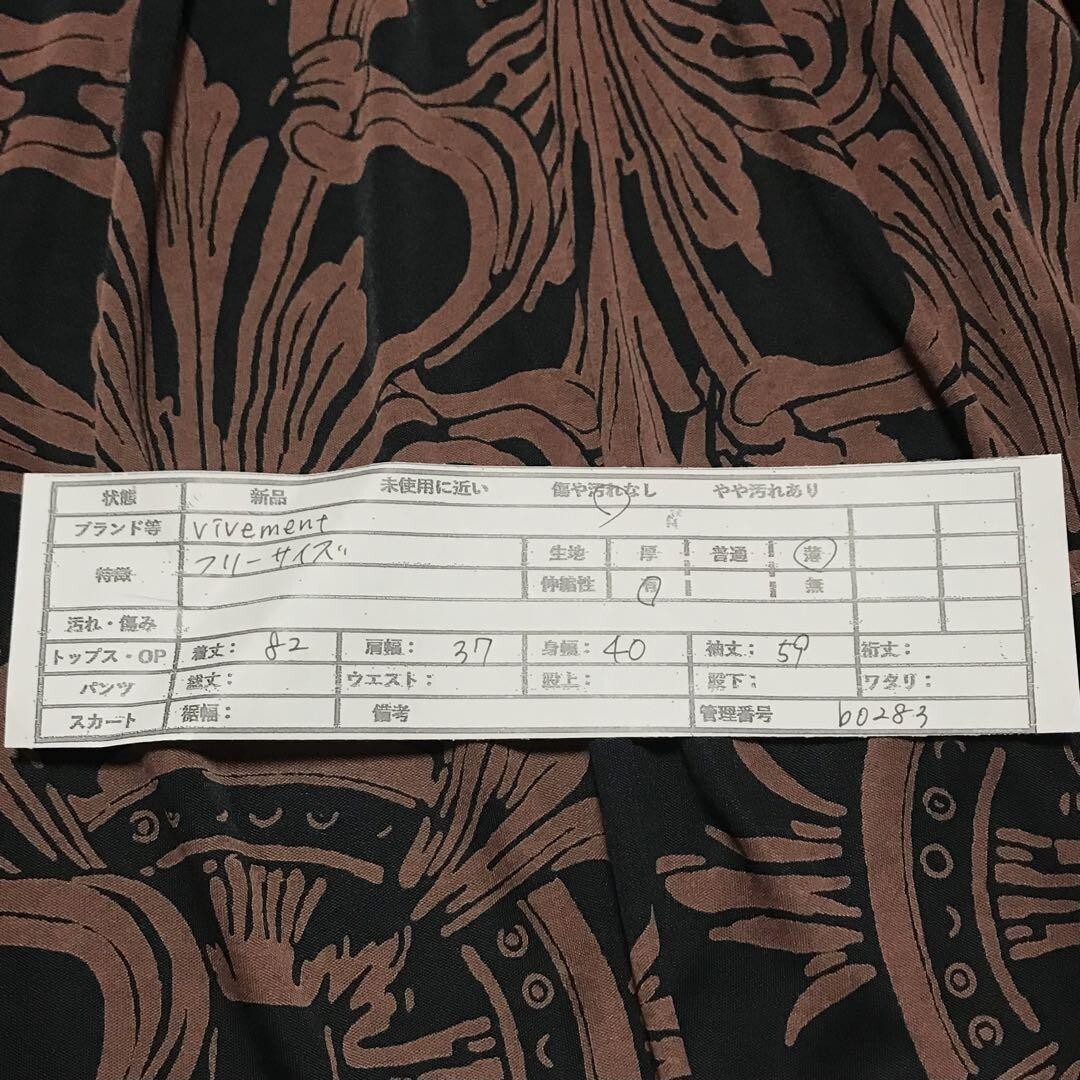 状態 新品 未使用に近い 傷や汚れなし やや汚れあり
ブランド等 vivement
特徴 フリーサイズ 生地 厚 普通 薄
伸縮性 有 無
汚れ・傷み
トップス・OP 着丈: 82 肩幅: 37 身幅: 40 袖丈: 59 裄丈:
パンツ 総丈: ウエスト: 股上: 股下: ワタリ:
スカート 裾幅: 備考 管理番号 b0283